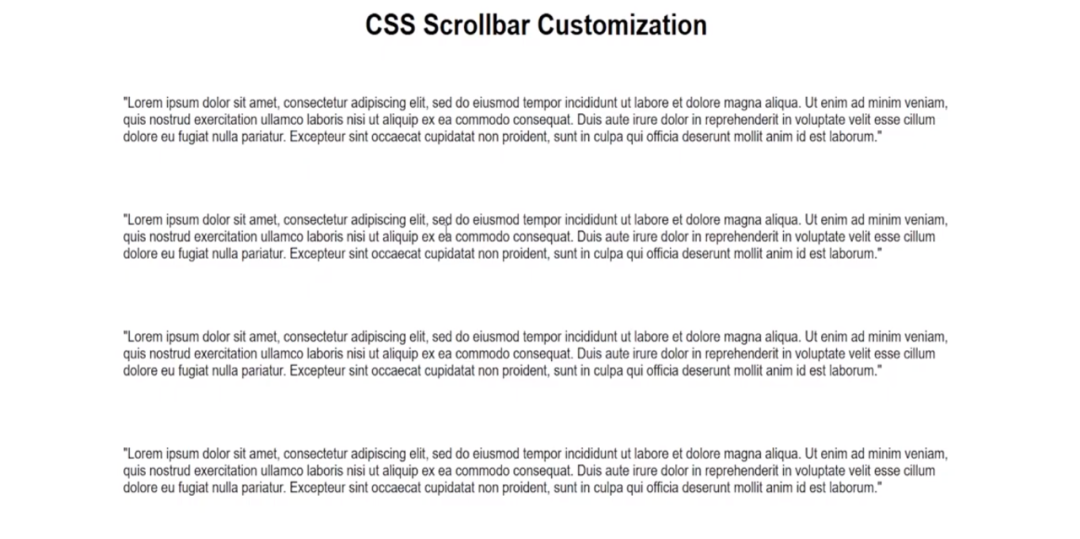 CSS Scrollbar Customization
"Lorem ipsum dolor sit amet, consectetur adipiscing elit, sed do eiusmod tempor incididunt ut labore et dolore magna aliqua. Ut enim ad minim veniam,
quis nostrud exercitation ullamco laboris nisi ut aliquip ex ea commodo consequat. Duis aute irure dolor in reprehenderit in voluptate velit esse cillum
dolore eu fugiat nulla pariatur. Excepteur sint occaecat cupidatat non proident, sunt in culpa qui officia deserunt mollit anim id est laborum."
"Lorem ipsum dolor sit amet, consectetur adipiscing elit, sed do eiusmod tempor incididunt ut labore et dolore magna aliqua. Ut enim ad minim veniam,
quis nostrud exercitation ullamco laboris nisi ut aliquip ex ea commodo consequat. Duis aute irure dolor in reprehenderit in voluptate velit esse cillum
dolore eu fugiat nulla pariatur. Excepteur sint occaecat cupidatat non proident, sunt in culpa qui officia deserunt mollit anim id est laborum."
"Lorem ipsum dolor sit amet, consectetur adipiscing elit, sed do eiusmod tempor incididunt ut labore et dolore magna aliqua. Ut enim ad minim veniam,
quis nostrud exercitation ullamco laboris nisi ut aliquip ex ea commodo consequat. Duis aute irure dolor in reprehenderit in voluptate velit esse cillum
dolore eu fugiat nulla pariatur. Excepteur sint occaecat cupidatat non proident, sunt in culpa qui officia deserunt mollit anim id est laborum."
"Lorem ipsum dolor sit amet, consectetur adipiscing elit, sed do eiusmod tempor incididunt ut labore et dolore magna aliqua. Ut enim ad minim veniam,
quis nostrud exercitation ullamco laboris nisi ut aliquip ex ea commodo consequat. Duis aute irure dolor in reprehenderit in voluptate velit esse cillum
dolore eu fugiat nulla pariatur. Excepteur sint occaecat cupidatat non proident, sunt in culpa qui officia deserunt mollit anim id est laborum."